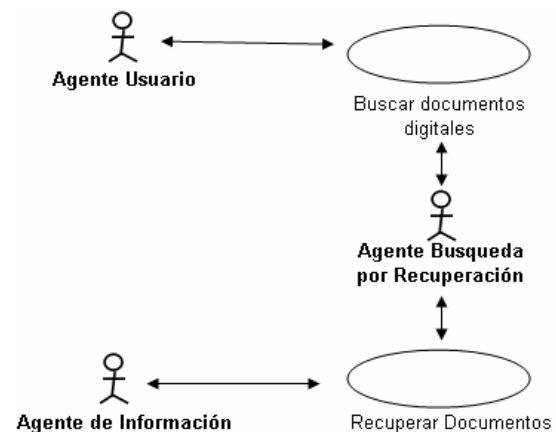 Agente Usuario
Buscar documentos
digitales
Agente Busqueda
por Recuperación
Agente de Información
Recuperar Documentos